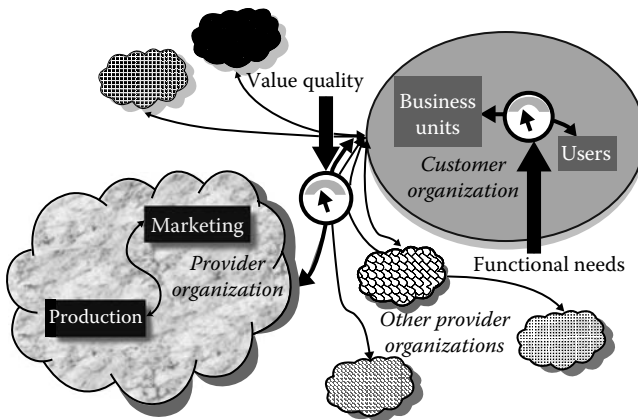 Value quality
Business
units
Users
Customer
organization
Functional needs
Marketing
Provider
organization
Production
Other provider
organizations